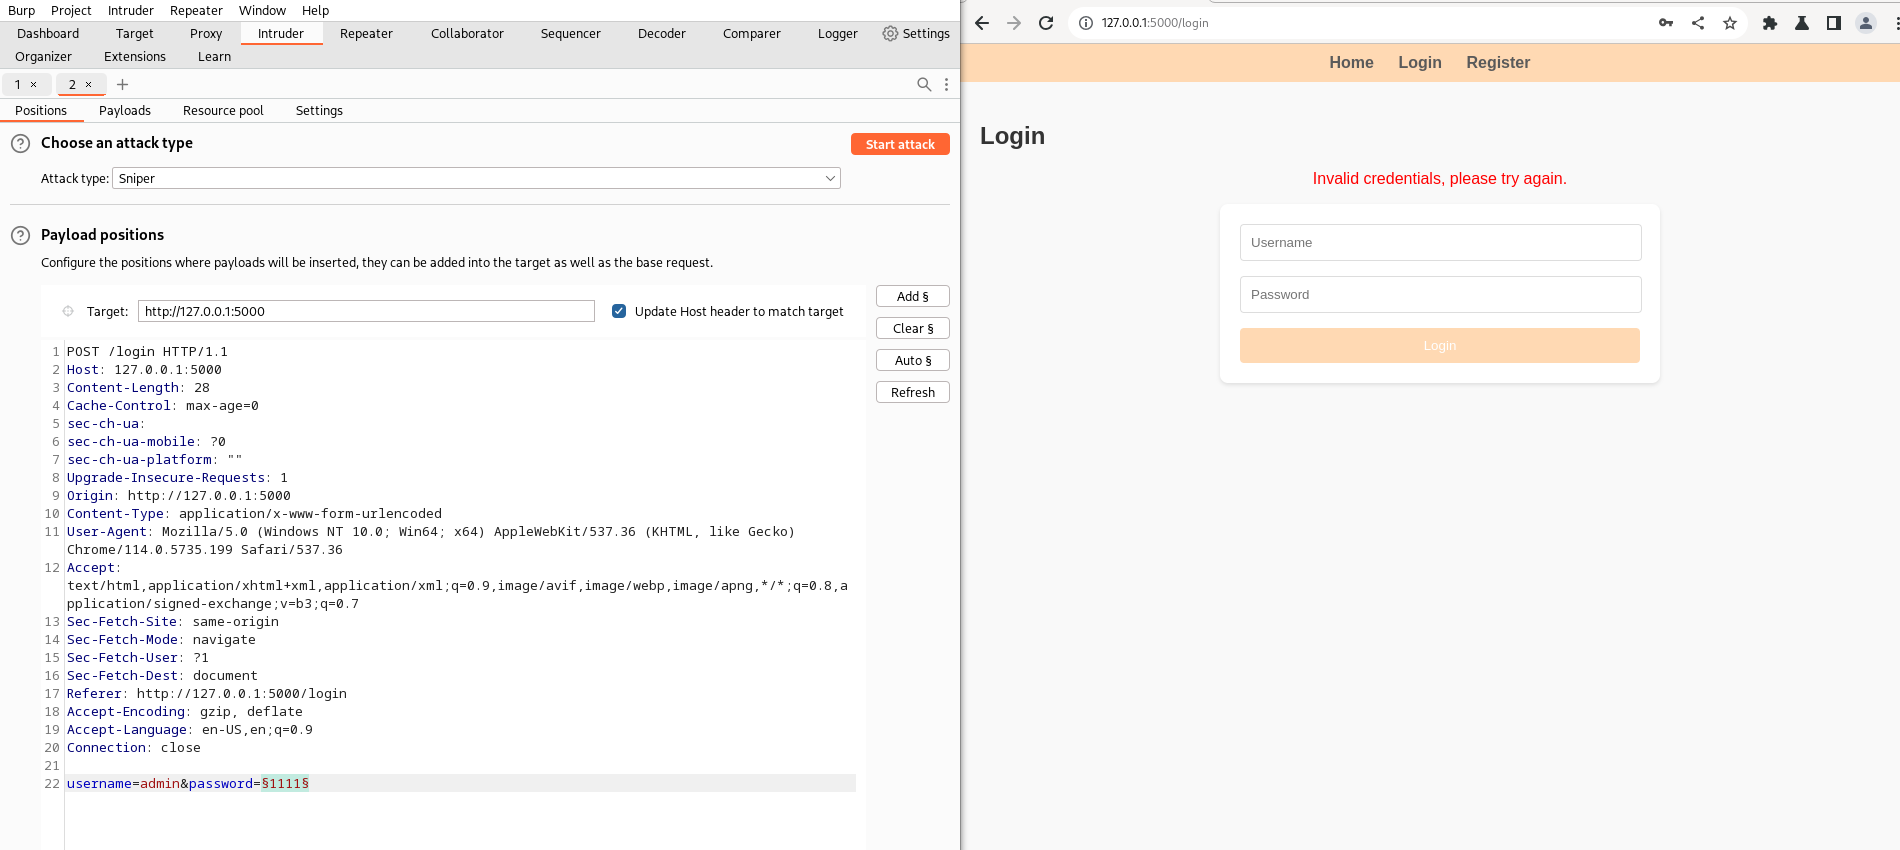 Burp Project Intruder Repeater Window Help
Dashboard Target Proxy Intruder Repeater Collaborator Sequencer Decoder Comparer Logger Settings
Organizer Extensions Learn
1 × 2 × +
Positions Payloads Resource pool Settings
? Choose an attack type
Start attack
Attack type: Sniper
? Payload positions
Configure the positions where payloads will be inserted, they can be added into the target as well as the base request.
Target: http://127.0.0.1:5000 Update Host header to match target
Add §
Clear §
Auto §
Refresh
1 POST /login HTTP/1.1
2 Host: 127.0.0.1:5000
3 Content-Length: 28
4 Cache-Control: max-age=0
5 sec-ch-ua:
6 sec-ch-ua-mobile: ?0
7 sec-ch-ua-platform: ""
8 Upgrade-Insecure-Requests: 1
9 Origin: http://127.0.0.1:5000
10 Content-Type: application/x-www-form-urlencoded
11 User-Agent: Mozilla/5.0 (Windows NT 10.0; Win64; x64) AppleWebKit/537.36 (KHTML, like Gecko)
Chrome/114.0.5735.199 Safari/537.36
12 Accept:
text/html,application/xhtml+xml,application/xml;q=0.9,image/avif,image/webp,image/apng,*/*;q=0.8,a
pplication/signed-exchange;v=b3;q=0.7
13 Sec-Fetch-Site: same-origin
14 Sec-Fetch-Mode: navigate
15 Sec-Fetch-User: ?1
16 Sec-Fetch-Dest: document
17 Referer: http://127.0.0.1:5000/login
18 Accept-Encoding: gzip, deflate
19 Accept-Language: en-US,en;q=0.9
20 Connection: close
21
22 username=admin&password=§1111§
127.0.0.1:5000/login
Home Login Register
Login
Invalid credentials, please try again.
Username
Password
Login